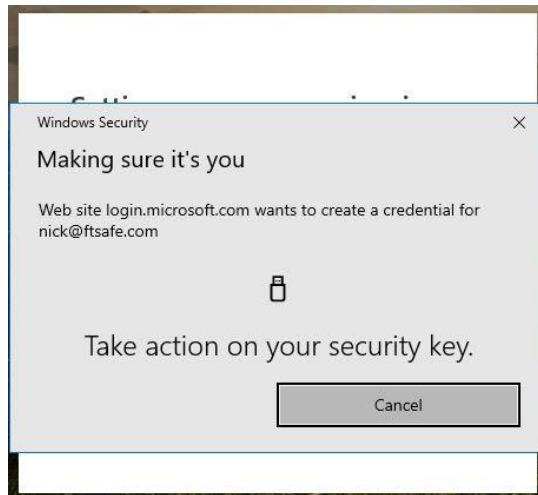 Windows Security
Making sure it's you
Web site login.microsoft.com wants to create a credential for
nick@ftsafe.com
Take action on your security key.
Cancel